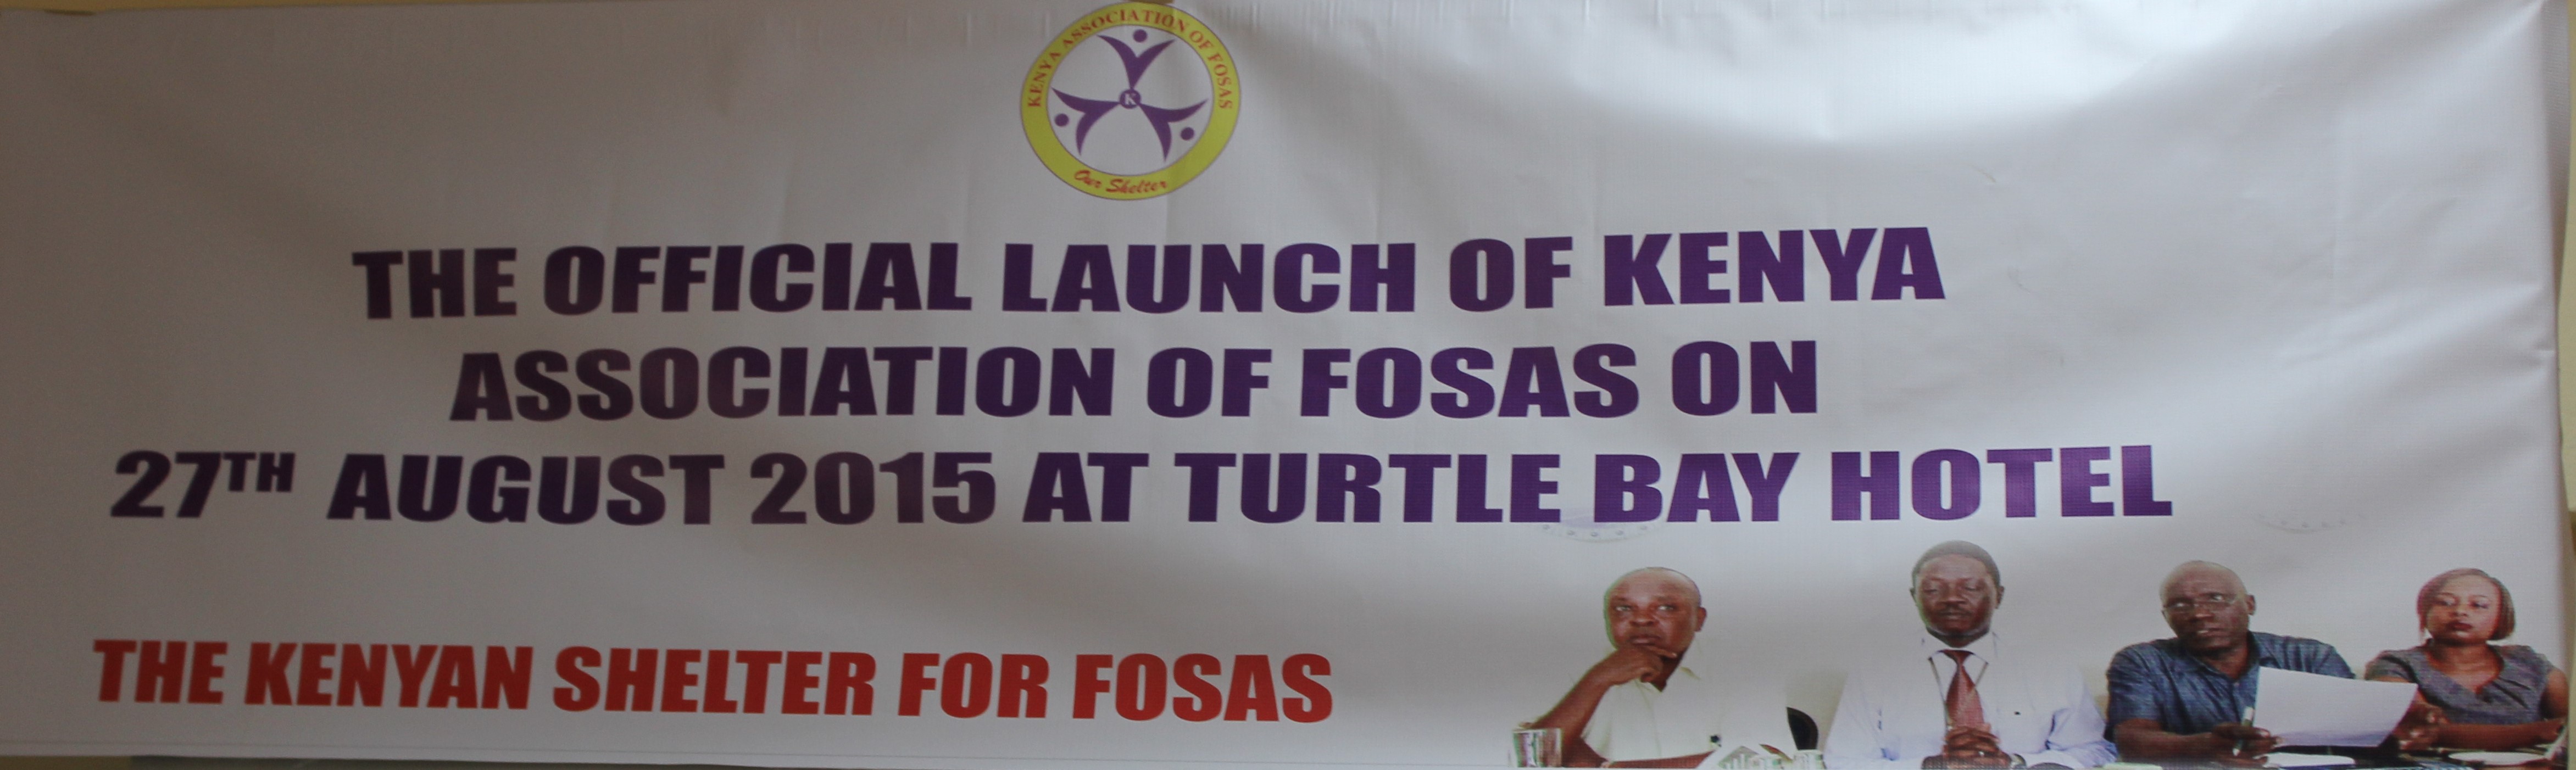 KENYA ASSOCIATION OF FOSAS
K
Our Shelter
THE OFFICIAL LAUNCH OF KENYA
ASSOCIATION OF FOSAS ON
27TH AUGUST 2015 AT TURTLE BAY HOTEL
THE KENYAN SHELTER FOR FOSAS